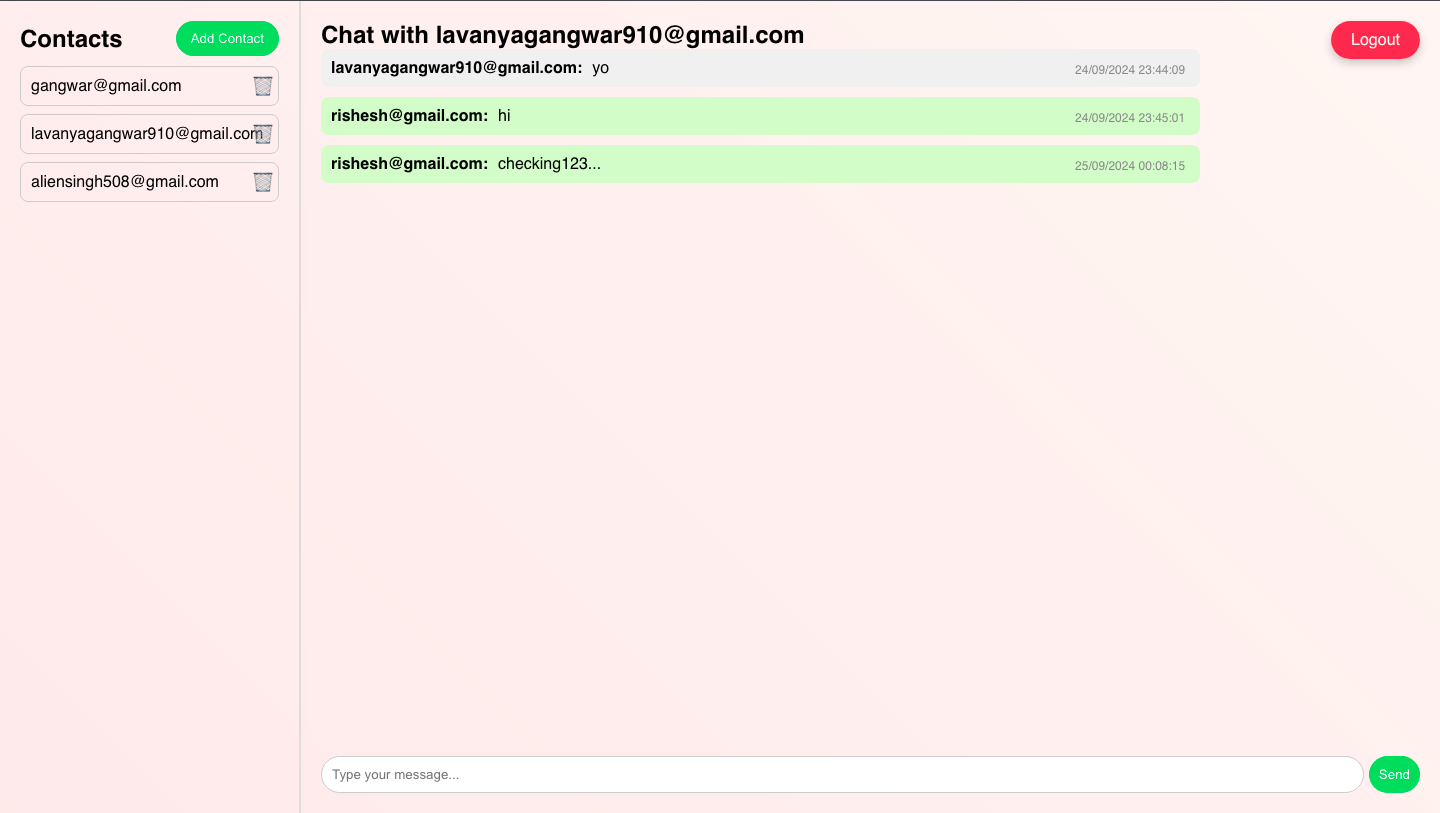 Contacts
Add Contact
gangwar@gmail.com
lavanyagangwar910@gmail.com
aliensingh508@gmail.com
Chat with lavanyagangwar910@gmail.com
Logout
lavanyagangwar910@gmail.com: yo 24/09/2024 23:44:09
rishesh@gmail.com: hi 24/09/2024 23:45:01
rishesh@gmail.com: checking123... 25/09/2024 00:08:15
Type your message...
Send